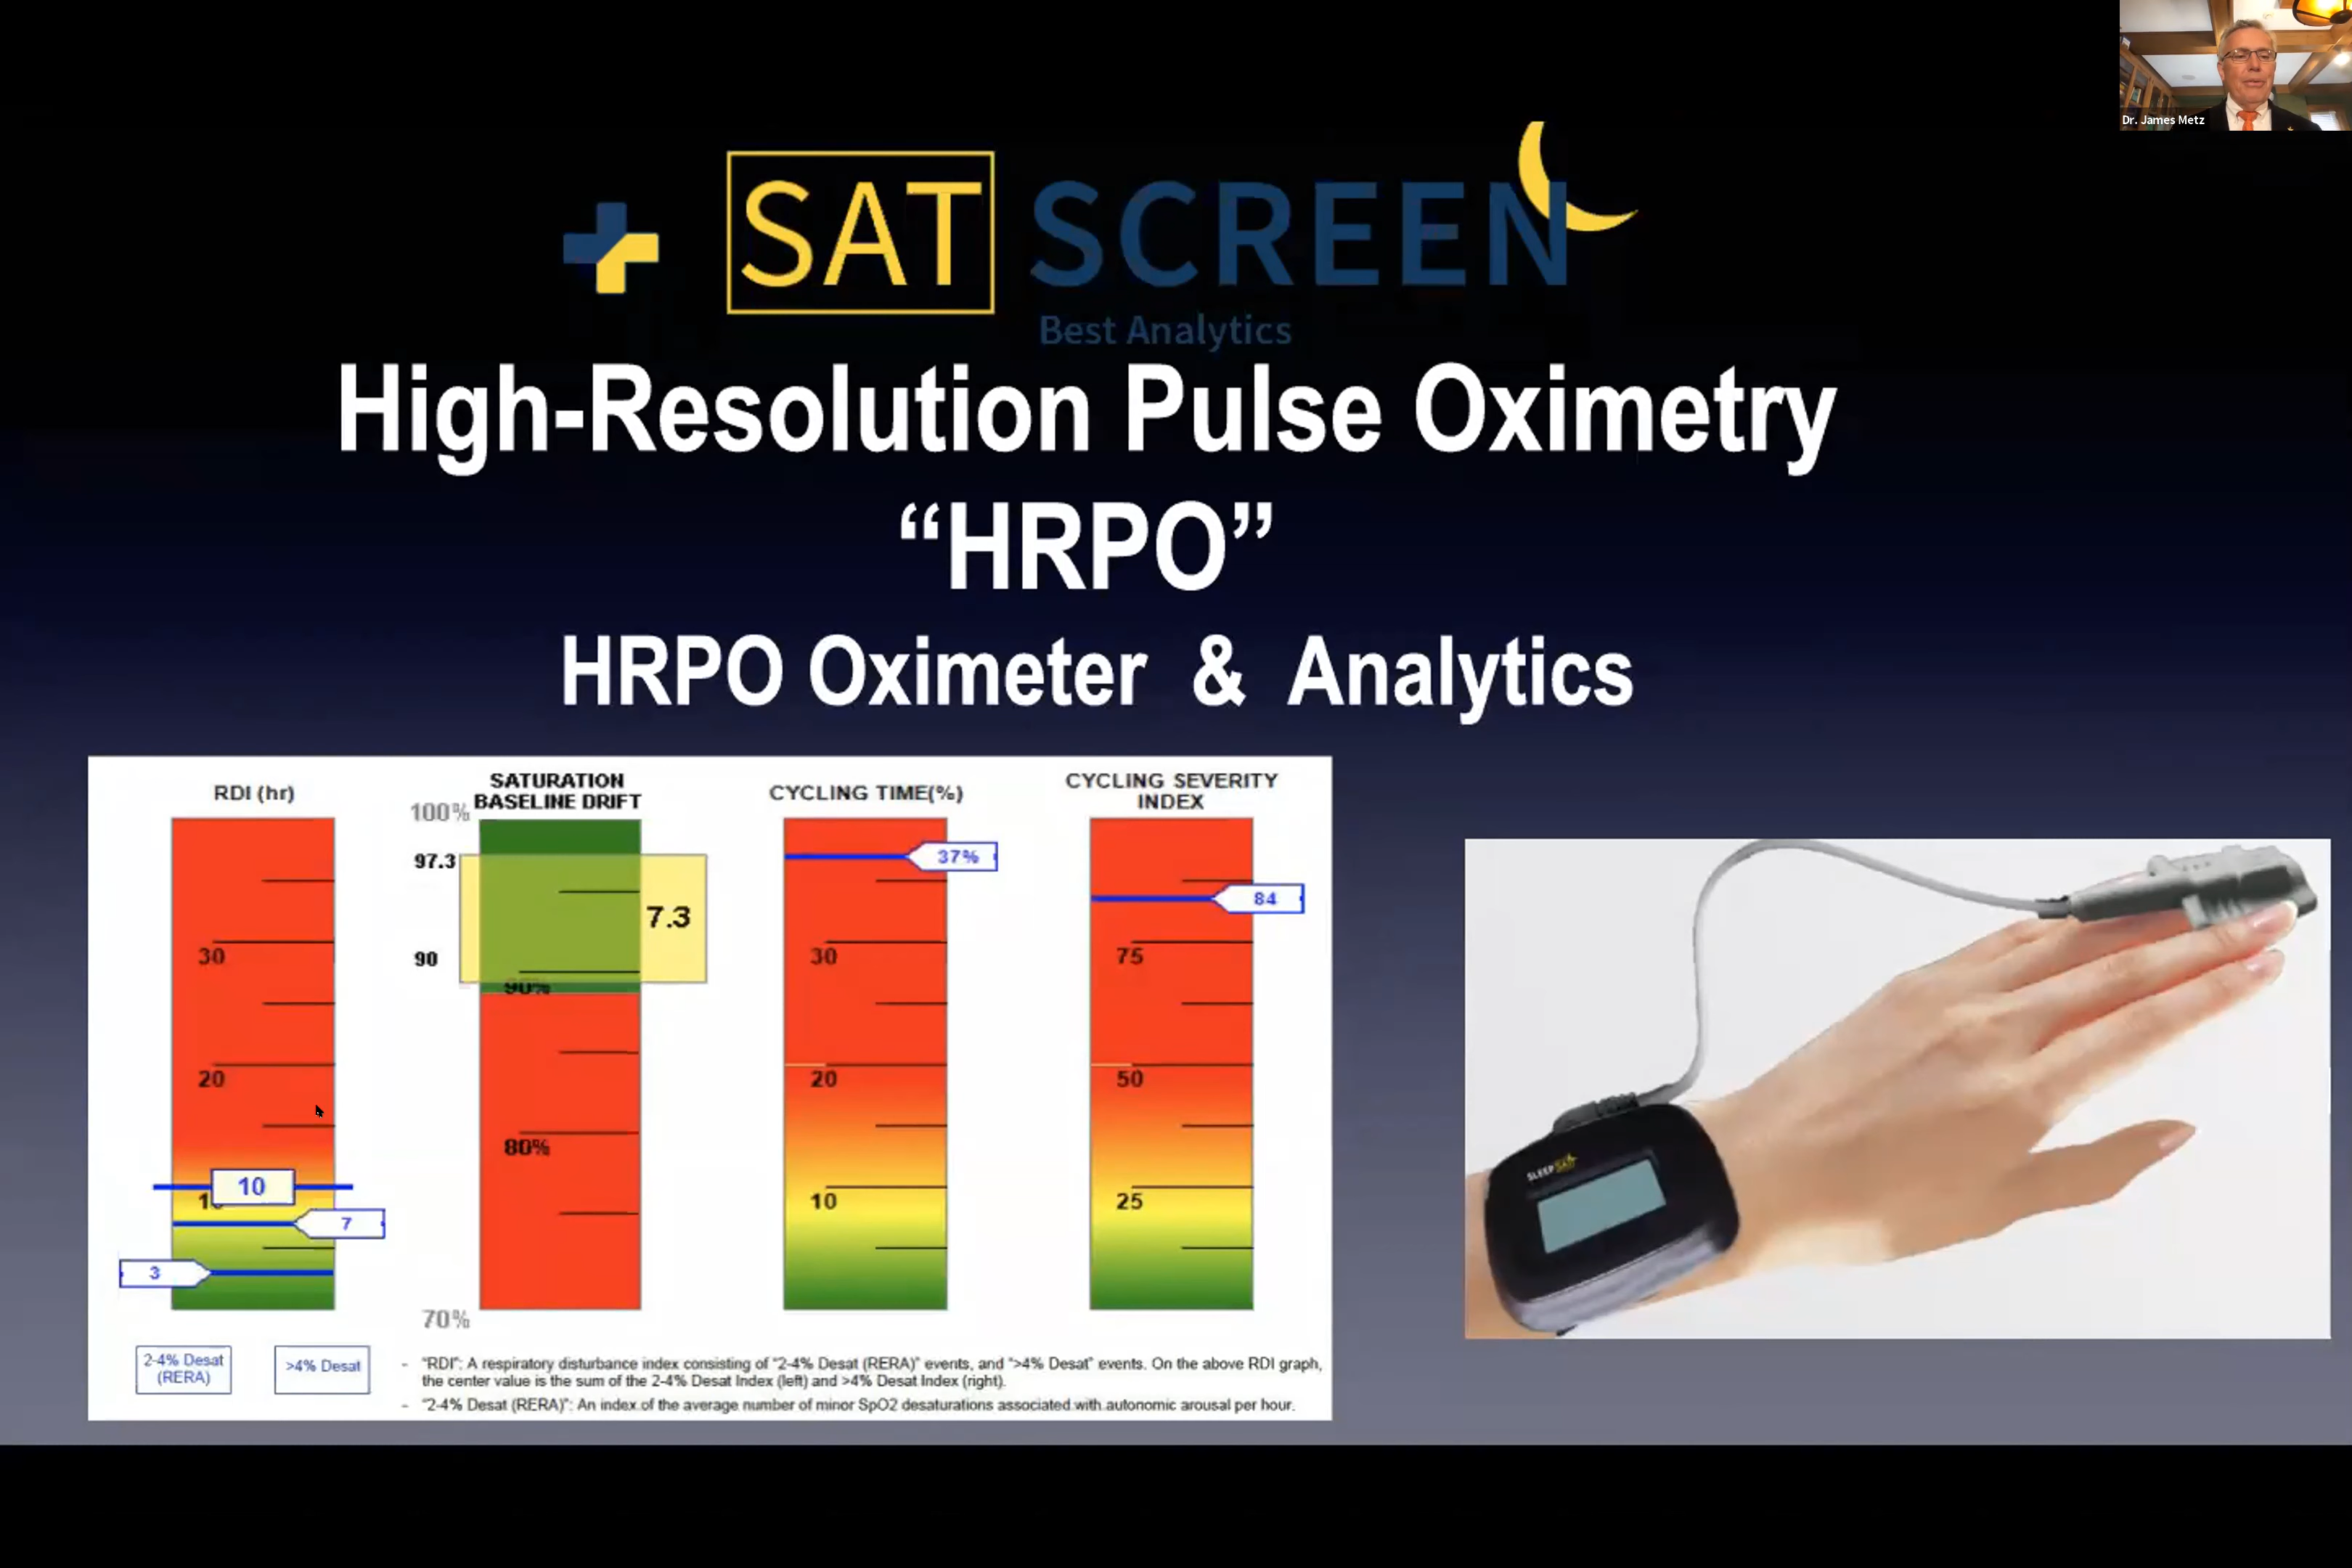 Dr. James Metz
SAT SCREEN
Best Analytics
High-Resolution Pulse Oximetry
“HRPO”
HRPO Oximeter & Analytics
RDI (hr)
30
20
10
10
7
3
2-4% Desat
(RERA)
>4% Desat
SATURATION
BASELINE DRIFT
100%
97.3
7.3
90
90%
80%
70%
CYCLING TIME(%)
37%
30
20
10
CYCLING SEVERITY
INDEX
84
75
50
25
- "RDI": A respiratory disturbance index consisting of "2-4% Desat (RERA)" events, and ">4% Desat" events. On the above RDI graph,
the center value is the sum of the 2-4% Desat Index (left) and >4% Desat Index (right).
- "2-4% Desat (RERA)": An index of the average number of minor SpO2 desaturations associated with autonomic arousal per hour.
SLEEP SAT